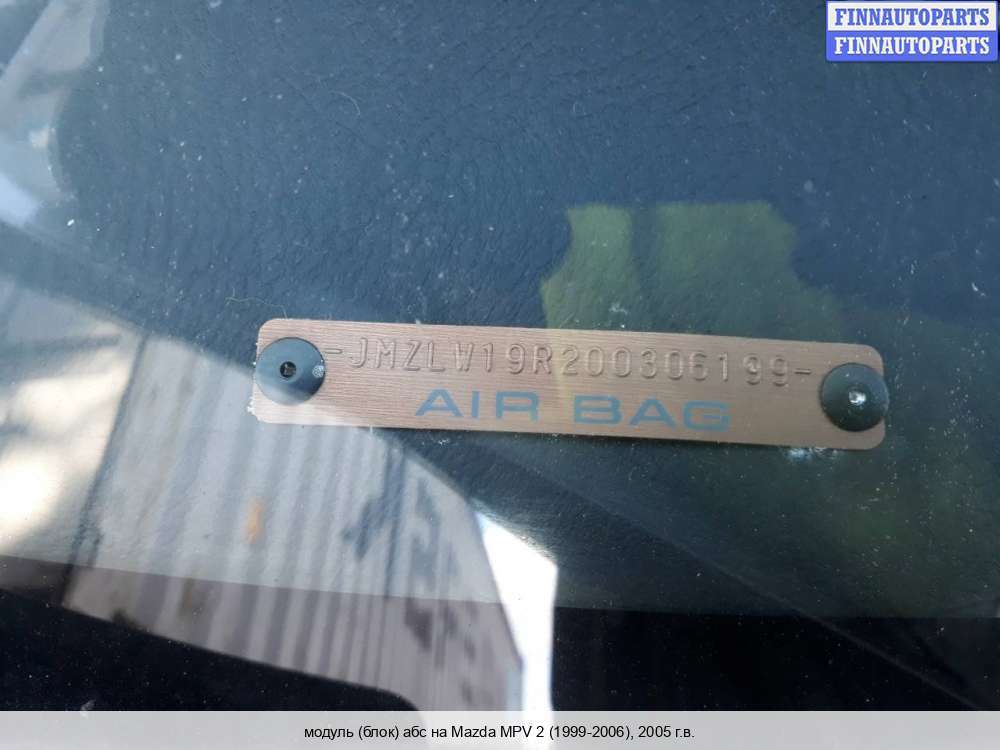 FINNAUTOPARTS
FINNAUTOPARTS
-JMZLW19R200306199-
AIR BAG
модуль (блок) абс на Mazda MPV 2 (1999-2006), 2005 г.в.